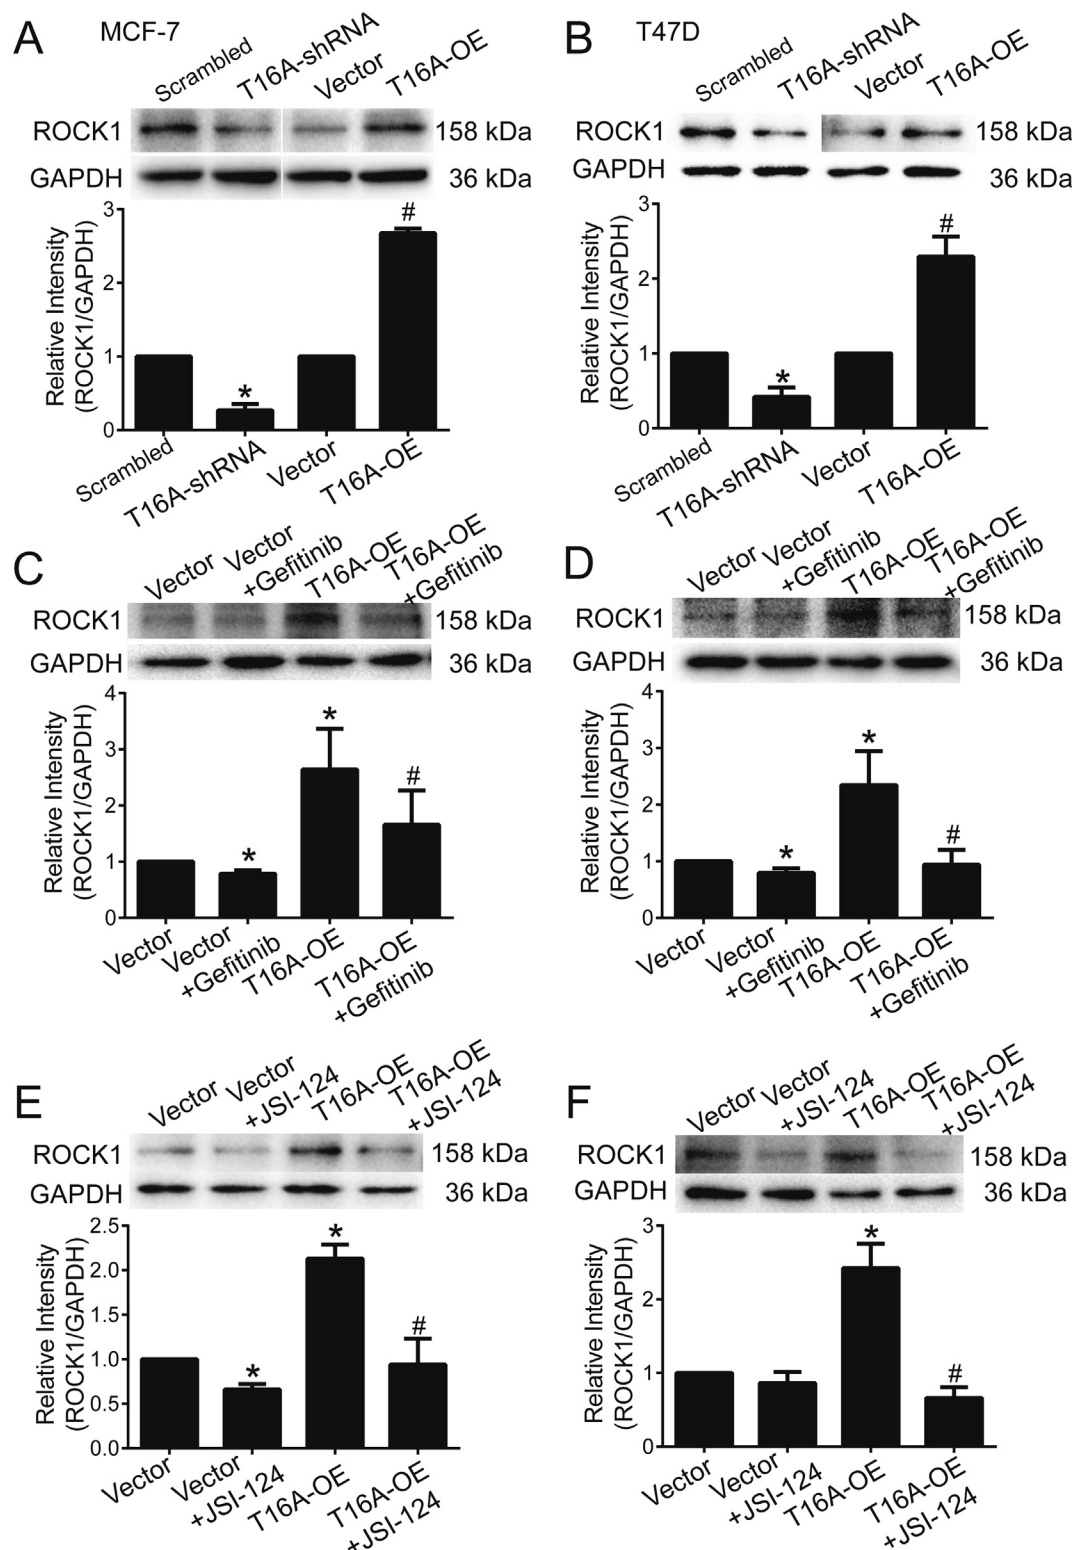 A MCF-7
Scrambled T16A-shRNA Vector T16A-OE
ROCK1 158 kDa
GAPDH 36 kDa
Relative Intensity
(ROCK1/GAPDH)
3
2
1
0
*
#
Scrambled T16A-shRNA Vector T16A-OE
B T47D
Scrambled T16A-shRNA Vector T16A-OE
ROCK1 158 kDa
GAPDH 36 kDa
Relative Intensity
(ROCK1/GAPDH)
3
2
1
0
*
#
Scrambled T16A-shRNA Vector T16A-OE
C
Vector Vector +Gefitinib T16A-OE T16A-OE +Gefitinib
ROCK1 158 kDa
GAPDH 36 kDa
Relative Intensity
(ROCK1/GAPDH)
4
3
2
1
0
*
*
#
Vector Vector +Gefitinib T16A-OE T16A-OE +Gefitinib
D
Vector Vector +Gefitinib T16A-OE T16A-OE +Gefitinib
ROCK1 158 kDa
GAPDH 36 kDa
Relative Intensity
(ROCK1/GAPDH)
4
3
2
1
0
*
*
#
Vector Vector +Gefitinib T16A-OE T16A-OE +Gefitinib
E
Vector Vector +JSI-124 T16A-OE T16A-OE +JSI-124
ROCK1 158 kDa
GAPDH 36 kDa
Relative Intensity
(ROCK1/GAPDH)
2.5
2.0
1.5
1.0
0.5
0.0
*
*
#
Vector Vector +JSI-124 T16A-OE T16A-OE +JSI-124
F
Vector Vector +JSI-124 T16A-OE T16A-OE +JSI-124
ROCK1 158 kDa
GAPDH 36 kDa
Relative Intensity
(ROCK1/GAPDH)
3
2
1
0
*
#
Vector Vector +JSI-124 T16A-OE T16A-OE +JSI-124